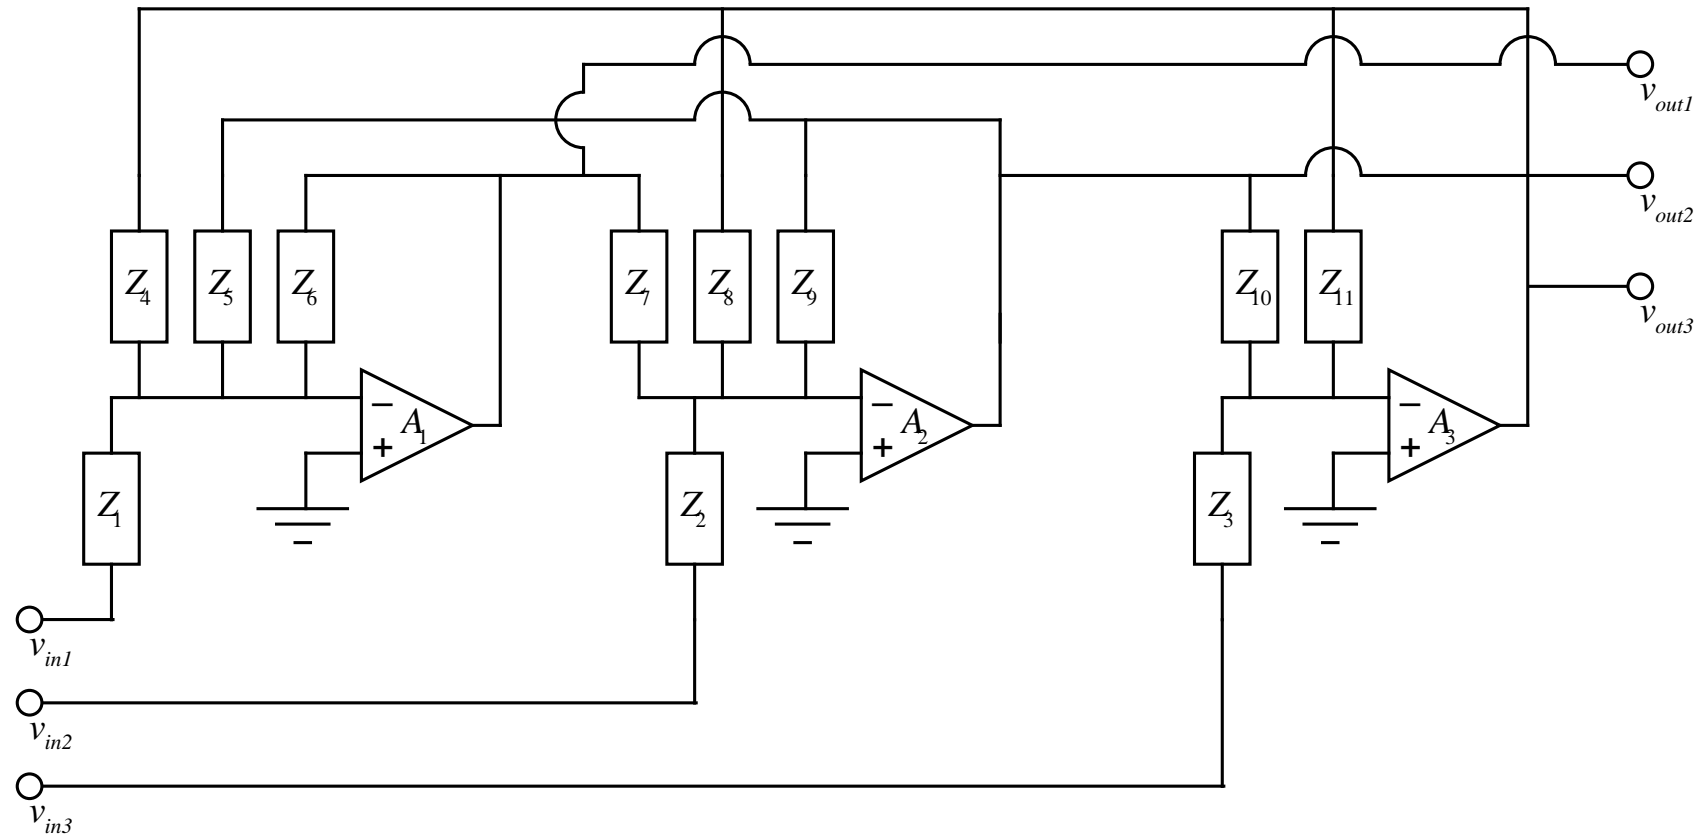 v_out1
v_out2
Z_4 Z_5 Z_6 Z_7 Z_8 Z_9 Z_10 Z_11
v_out3
− A_1 − A_2 − A_3
+ + +
Z_1 Z_2 Z_3
v_in1
v_in2
v_in3